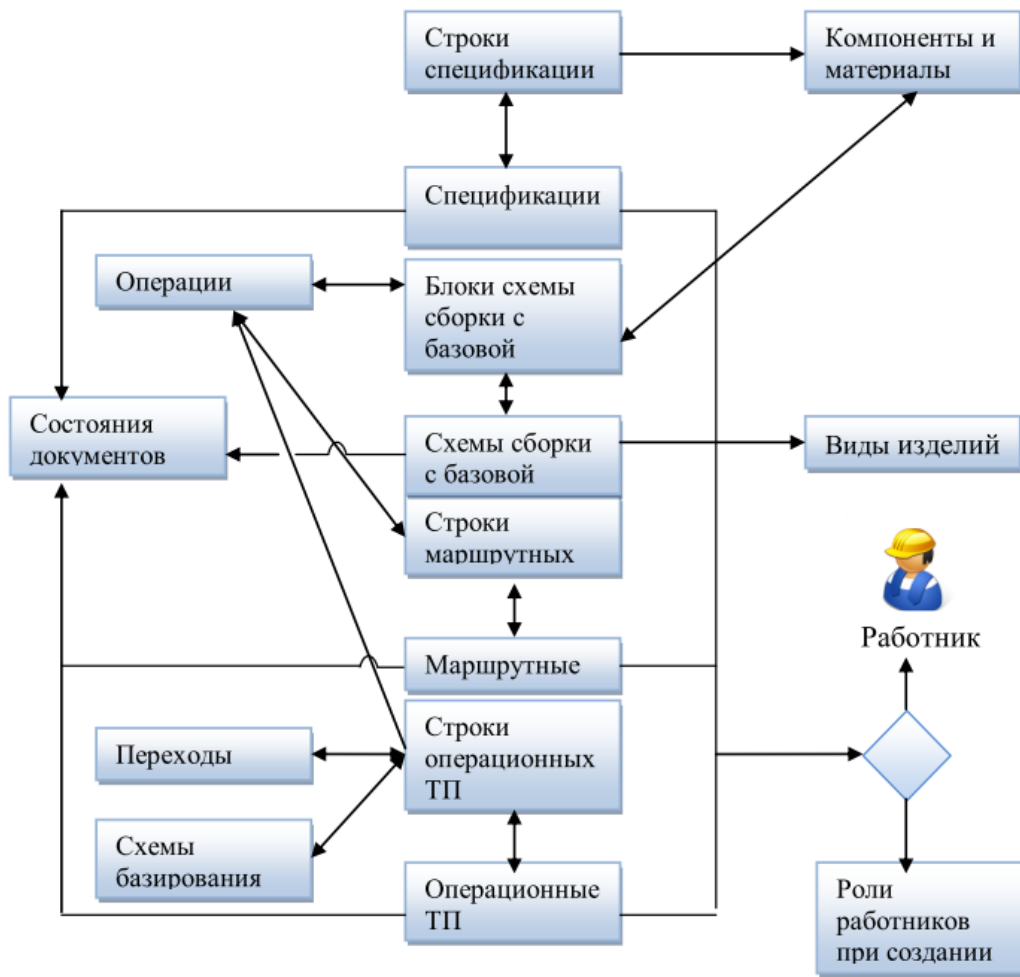 Строки
спецификации
Компоненты и
материалы
Спецификации
Операции
Блоки схемы
сборки с
базовой
Состояния
документов
Схемы сборки
с базовой
Виды изделий
Строки
маршрутных
Работник
Маршрутные
Строки
операционных
ТП
Переходы
Схемы
базирования
Операционные
ТП
Роли
работников
при создании